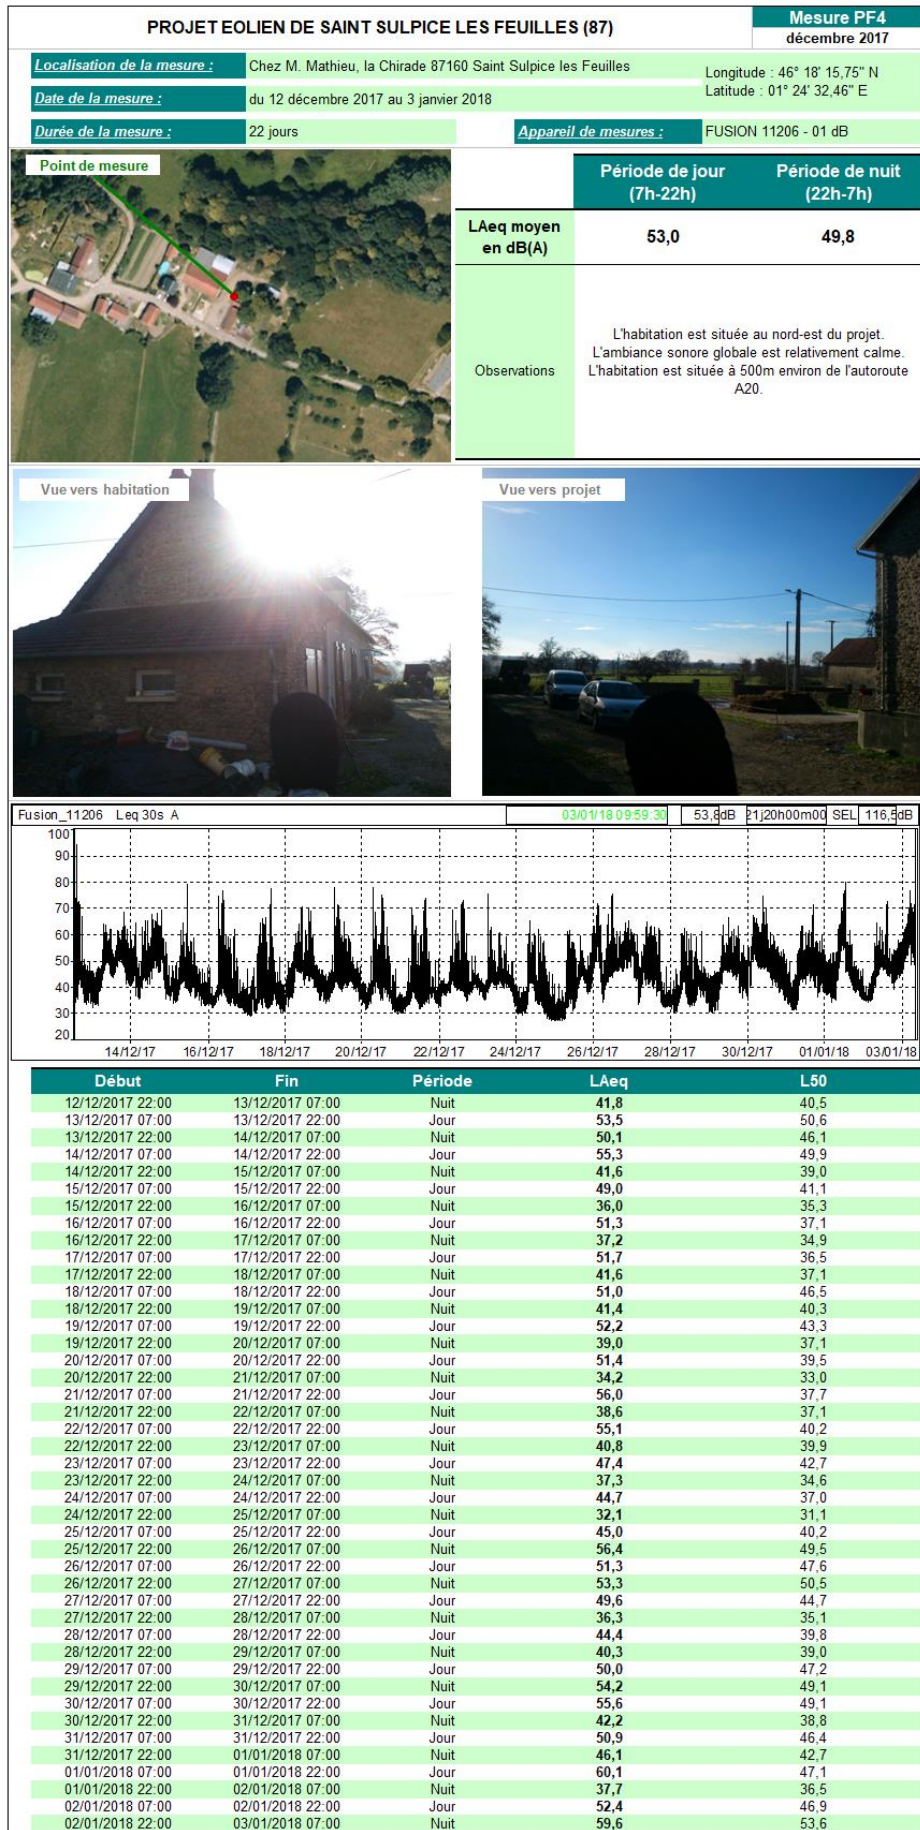 PROJET EOLIEN DE SAINT SULPICE LES FEUILLES (87)
Mesure PF4
décembre 2017
Localisation de la mesure : Chez M. Mathieu, la Chirade 87160 Saint Sulpice les Feuilles
Longitude : 46° 18' 15,75" N
Latitude : 01° 24' 32,46" E
Date de la mesure : du 12 décembre 2017 au 3 janvier 2018
Durée de la mesure : 22 jours
Appareil de mesures : FUSION 11206 - 01 dB
Point de mesure
Période de jour (7h-22h)
Période de nuit (22h-7h)
LAeq moyen en dB(A) 53,0 49,8
Observations
L'habitation est située au nord-est du projet.
L'ambiance sonore globale est relativement calme.
L'habitation est située à 500m environ de l'autoroute
A20.
Vue vers habitation
Vue vers projet
Fusion_11206 Leq 30s A 03/01/18 09:59:30 53,8dB 21j20h00m00 SEL 116,5dB
100
90
80
70
60
50
40
30
20
14/12/17 16/12/17 18/12/17 20/12/17 22/12/17 24/12/17 26/12/17 28/12/17 30/12/17 01/01/18 03/01/18
Début Fin Période LAeq L50
12/12/2017 22:00 13/12/2017 07:00 Nuit 41,8 40,5
13/12/2017 07:00 13/12/2017 22:00 Jour 53,5 50,6
13/12/2017 22:00 14/12/2017 07:00 Nuit 50,1 46,1
14/12/2017 07:00 14/12/2017 22:00 Jour 55,3 49,9
14/12/2017 22:00 15/12/2017 07:00 Nuit 41,6 39,0
15/12/2017 07:00 15/12/2017 22:00 Jour 49,0 41,1
15/12/2017 22:00 16/12/2017 07:00 Nuit 36,0 35,3
16/12/2017 07:00 16/12/2017 22:00 Jour 51,3 37,1
16/12/2017 22:00 17/12/2017 07:00 Nuit 37,2 34,9
17/12/2017 07:00 17/12/2017 22:00 Jour 51,7 36,5
17/12/2017 22:00 18/12/2017 07:00 Nuit 41,6 37,1
18/12/2017 07:00 18/12/2017 22:00 Jour 51,0 46,5
18/12/2017 22:00 19/12/2017 07:00 Nuit 41,4 40,3
19/12/2017 07:00 19/12/2017 22:00 Jour 52,2 43,3
19/12/2017 22:00 20/12/2017 07:00 Nuit 39,0 37,1
20/12/2017 07:00 20/12/2017 22:00 Jour 51,4 39,5
20/12/2017 22:00 21/12/2017 07:00 Nuit 34,2 33,0
21/12/2017 07:00 21/12/2017 22:00 Jour 56,0 37,7
21/12/2017 22:00 22/12/2017 07:00 Nuit 38,6 37,1
22/12/2017 07:00 22/12/2017 22:00 Jour 55,1 40,2
22/12/2017 22:00 23/12/2017 07:00 Nuit 40,8 39,9
23/12/2017 07:00 23/12/2017 22:00 Jour 47,4 42,7
23/12/2017 22:00 24/12/2017 07:00 Nuit 37,3 34,6
24/12/2017 07:00 24/12/2017 22:00 Jour 44,7 37,0
24/12/2017 22:00 25/12/2017 07:00 Nuit 32,1 31,1
25/12/2017 07:00 25/12/2017 22:00 Jour 45,0 40,2
25/12/2017 22:00 26/12/2017 07:00 Nuit 56,4 49,5
26/12/2017 07:00 26/12/2017 22:00 Jour 51,3 47,6
26/12/2017 22:00 27/12/2017 07:00 Nuit 53,3 50,5
27/12/2017 07:00 27/12/2017 22:00 Jour 49,6 44,7
27/12/2017 22:00 28/12/2017 07:00 Nuit 36,3 35,1
28/12/2017 07:00 28/12/2017 22:00 Jour 44,4 39,8
28/12/2017 22:00 29/12/2017 07:00 Nuit 40,3 39,0
29/12/2017 07:00 29/12/2017 22:00 Jour 50,0 47,2
29/12/2017 22:00 30/12/2017 07:00 Nuit 54,2 49,1
30/12/2017 07:00 30/12/2017 22:00 Jour 55,6 49,1
30/12/2017 22:00 31/12/2017 07:00 Nuit 42,2 38,8
31/12/2017 07:00 31/12/2017 22:00 Jour 50,9 46,4
31/12/2017 22:00 01/01/2018 07:00 Nuit 46,1 42,7
01/01/2018 07:00 01/01/2018 22:00 Jour 60,1 47,1
01/01/2018 22:00 02/01/2018 07:00 Nuit 37,7 36,5
02/01/2018 07:00 02/01/2018 22:00 Jour 52,4 46,9
02/01/2018 22:00 03/01/2018 07:00 Nuit 59,6 53,6